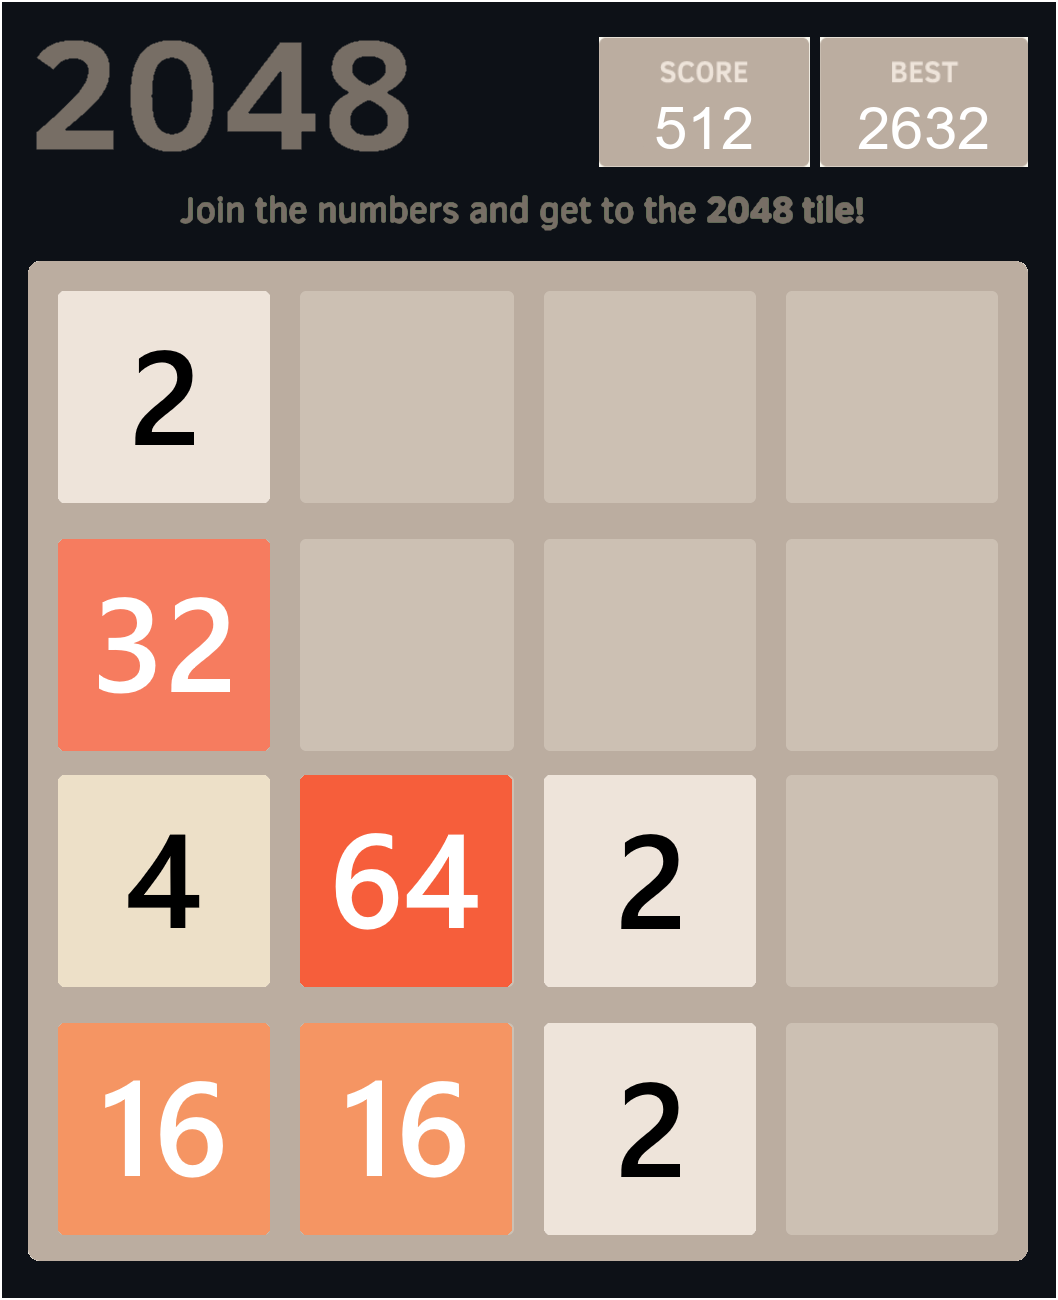 2048
SCORE BEST
512 2632
Join the numbers and get to the 2048 tile!
2
32
4 64 2
16 16 2